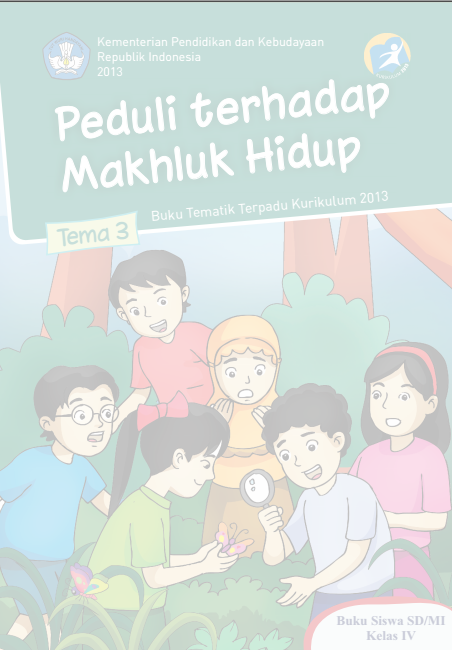 Kementerian Pendidikan dan Kebudayaan
Republik Indonesia
2013
Peduli terhadap
Makhluk Hidup
Buku Tematik Terpadu Kurikulum 2013
Tema 3
Buku Siswa SD/MI
Kelas IV